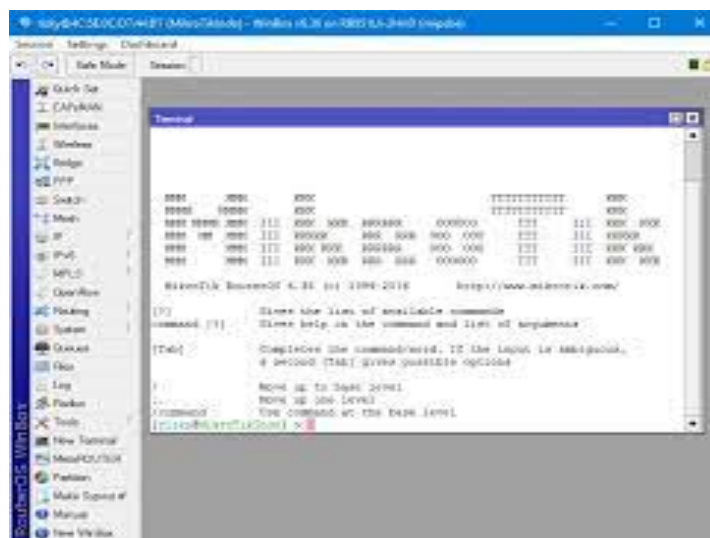 Session Settings Dashboard
Safe Mode Session:
Quick Set
CAPsMAN
Interfaces
Wireless
Bridge
PPP
Switch
Mesh
IP
IPv6
MPLS
OpenFlow
Routing
System
Queues
Files
Log
Radius
Tools
New Terminal
MetaROUTER
Partition
Make Supout.rif
Manual
New WinBox
RouterOS WinBox
Terminal
http://www.mikrotik.com/
[?] Gives the list of available commands
command [?] Gives help on the command and list of arguments
[Tab] Completes the command/word. If the input is ambiguous,
a second [Tab] gives possible options
/ Move up to base level
.. Move up one level
/command Use command at the base level